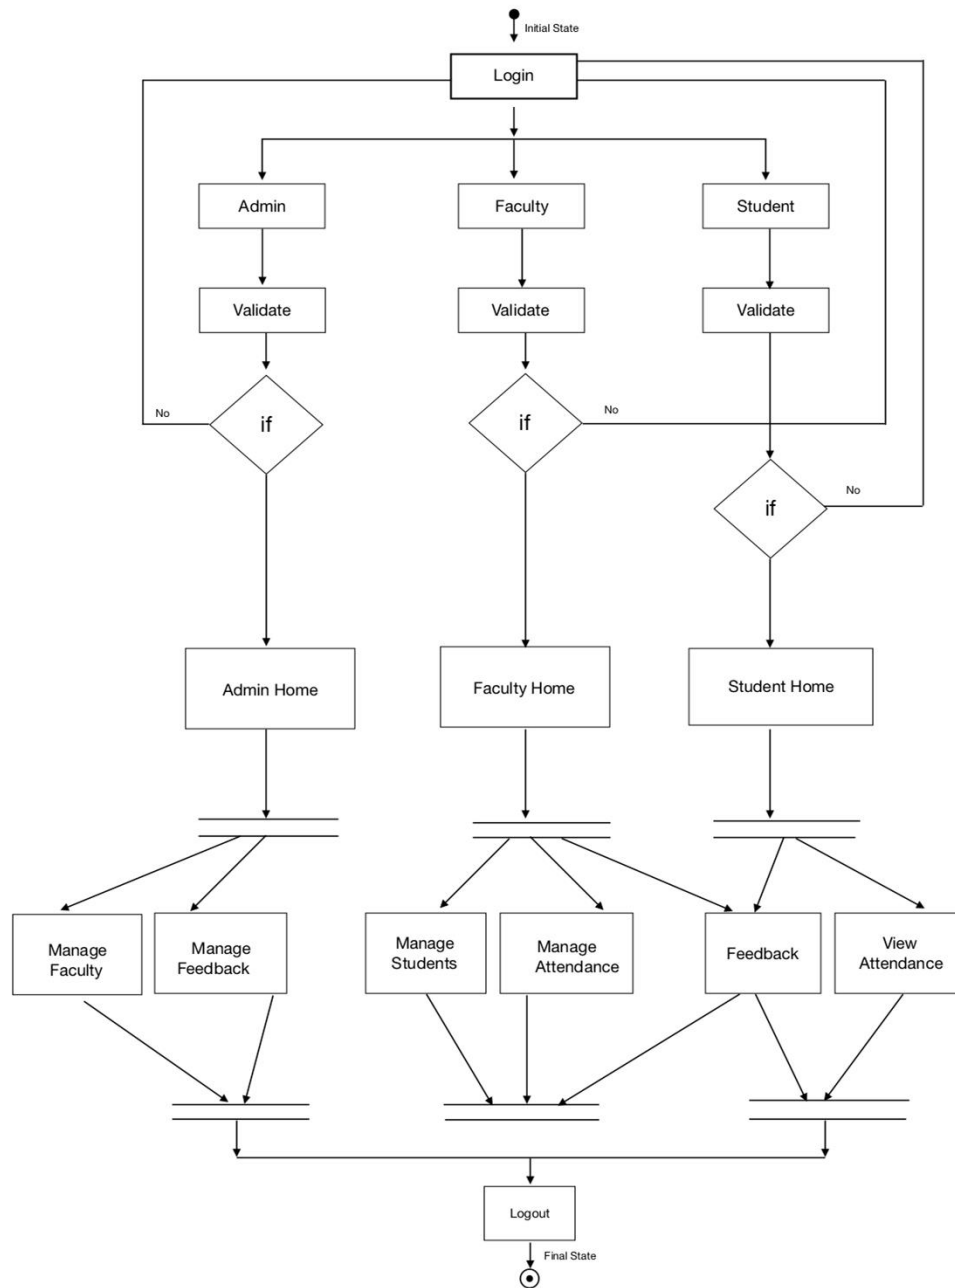 Initial State
Login
Admin
Faculty
Student
Validate
Validate
Validate
if
No
if
No
if
No
Admin Home
Faculty Home
Student Home
Manage
Faculty
Manage
Feedback
Manage
Students
Manage
Attendance
Feedback
View
Attendance
Logout
Final State